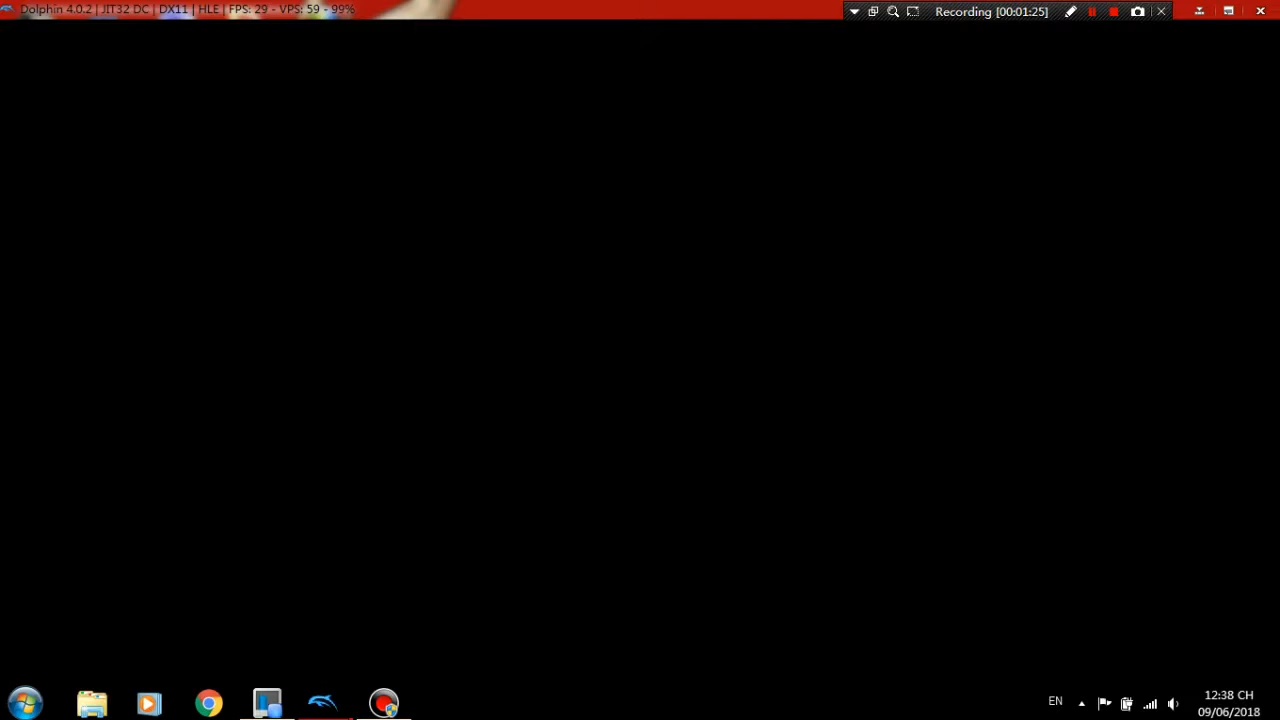 Dolphin 4.0.2 | JIT32 DC | DX11 | HLE | FPS: 29 - VPS: 59 - 99%
Recording [00:01:25]
EN
12:38 CH
09/06/2018